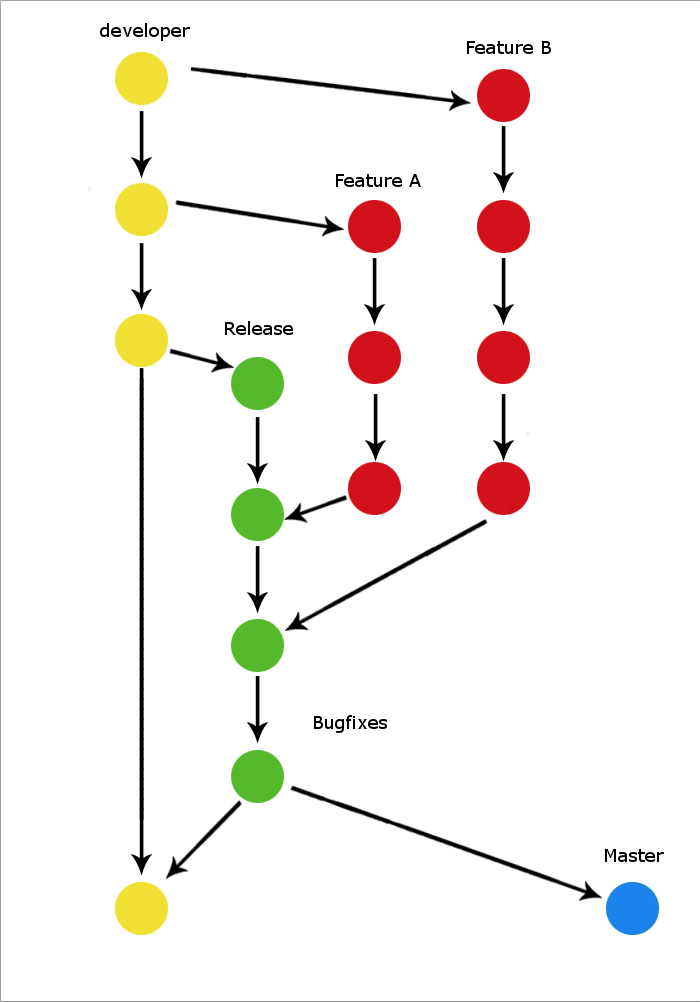 developer
Feature B
Feature A
Release
Bugfixes
Master